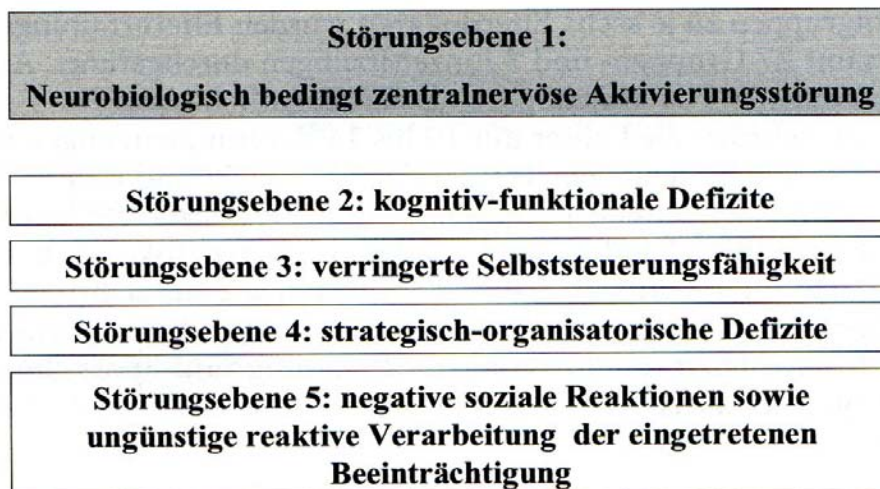 Störungsebene 1:
Neurobiologisch bedingt zentralnervöse Aktivierungsstörung
Störungsebene 2: kognitiv-funktionale Defizite
Störungsebene 3: verringerte Selbststeuerungsfähigkeit
Störungsebene 4: strategisch-organisatorische Defizite
Störungsebene 5: negative soziale Reaktionen sowie
ungünstige reaktive Verarbeitung der eingetretenen
Beeinträchtigung